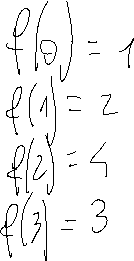 f(0) = 1
f(1) = 2
f(2) = 4
f(3) = 3